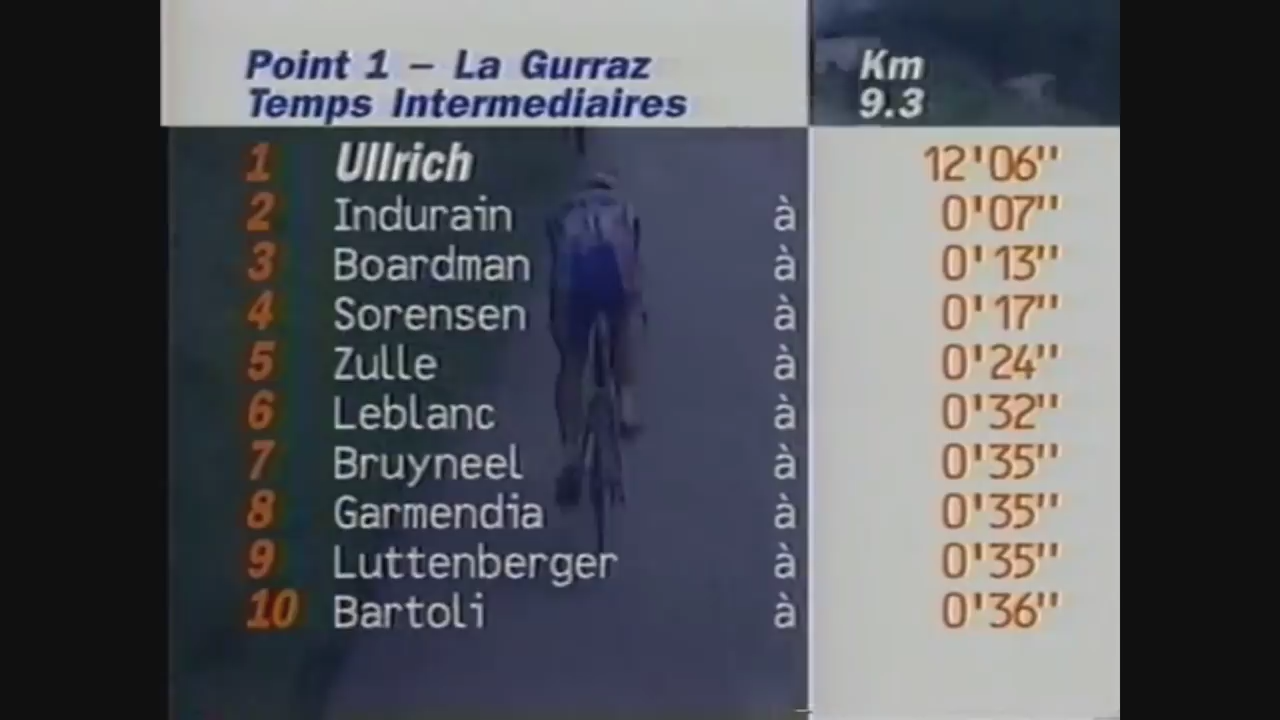 Point 1 – La Gurraz
Temps Intermediaires
Km
9.3
1 Ullrich 12'06''
2 Indurain à 0'07''
3 Boardman à 0'13''
4 Sorensen à 0'17''
5 Zulle à 0'24''
6 Leblanc à 0'32''
7 Bruyneel à 0'35''
8 Garmendia à 0'35''
9 Luttenberger à 0'35''
10 Bartoli à 0'36''